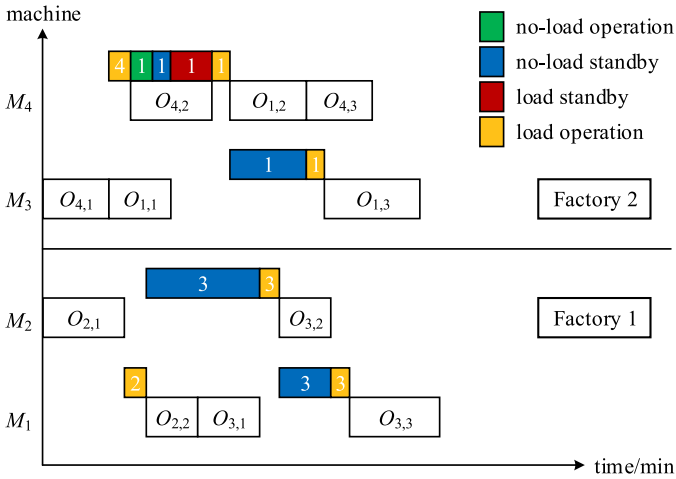 machine
no-load operation
no-load standby
load standby
load operation
4 1 1 1 1
M4 O4,2 O1,2 O4,3
1 1
M3 O4,1 O1,1 O1,3 Factory 2
3 3
M2 O2,1 O3,2 Factory 1
2 3 3
M1 O2,2 O3,1 O3,3
time/min